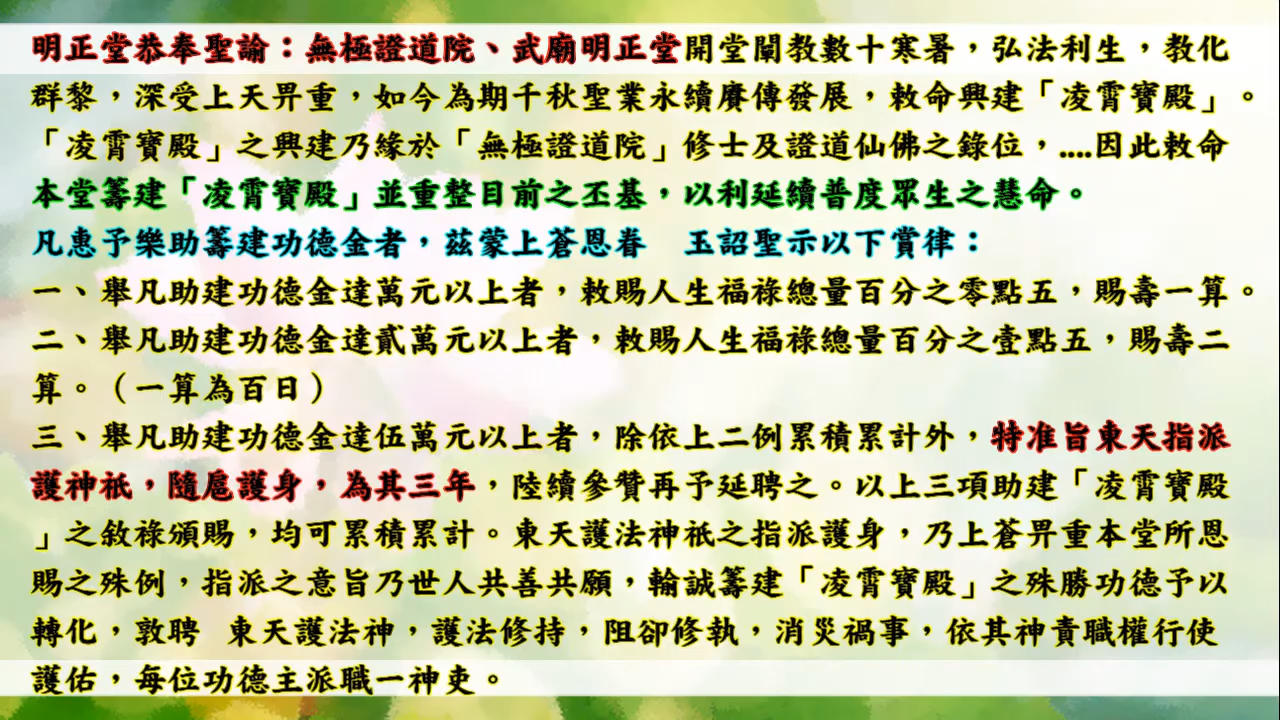 明正堂恭奉聖諭：無極證道院、武廟明正堂開堂闡教數十寒暑，弘法利生，教化
群黎，深受上天畀重，如今為期千秋聖業永續賡傳發展，敕命興建「凌霄寶殿」。
「凌霄寶殿」之興建乃緣於「無極證道院」修士及證道仙佛之錄位，....因此敕命
本堂籌建「凌霄寶殿」並重整目前之丕基，以利延續普度眾生之慧命。
凡惠予樂助籌建功德金者，茲蒙上蒼恩眷　玉詔聖示以下賞律：
一、舉凡助建功德金達萬元以上者，敕賜人生福祿總量百分之零點五，賜壽一算。
二、舉凡助建功德金達貳萬元以上者，敕賜人生福祿總量百分之壹點五，賜壽二
算。（一算為百日）
三、舉凡助建功德金達伍萬元以上者，除依上二例累積累計外，特准旨東天指派
護神祇，隨扈護身，為其三年，陸續參贊再予延聘之。以上三項助建「凌霄寶殿
」之敘祿頒賜，均可累積累計。東天護法神祇之指派護身，乃上蒼畀重本堂所恩
賜之殊例，指派之意旨乃世人共善共願，輸誠籌建「凌霄寶殿」之殊勝功德予以
轉化，敦聘　東天護法神，護法修持，阻卻修執，消災禍事，依其神責職權行使
護佑，每位功德主派職一神吏。